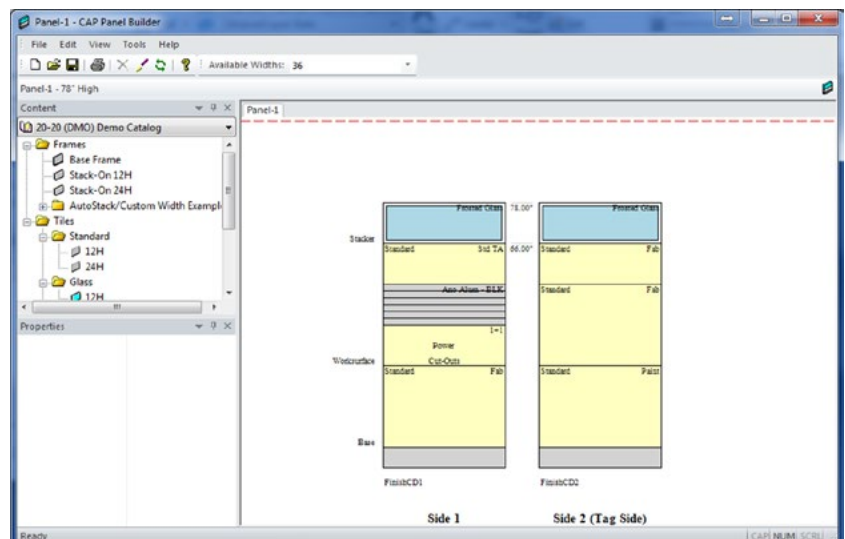 Panel-1 - CAP Panel Builder
File Edit View Tools Help
Available Widths: 36
Panel-1 - 78" High
Content
Panel-1
20-20 (DMO) Demo Catalog
Frames
Base Frame
Stack-On 12H
Stack-On 24H
AutoStack/Custom Width Exampl
Tiles
Standard
12H
24H
Glass
12H
Properties
Frosted Glass 78.00" Frosted Glass
Stacker
Standard Std TA 66.00" Standard Fab
Ans Alum - BLK Standard Fab
1+1
Power
Worksurface Cut-Outs
Standard Fab Standard Paint
Base
FinishCD1 FinishCD2
Side 1 Side 2 (Tag Side)
Ready CAP NUM SCRL